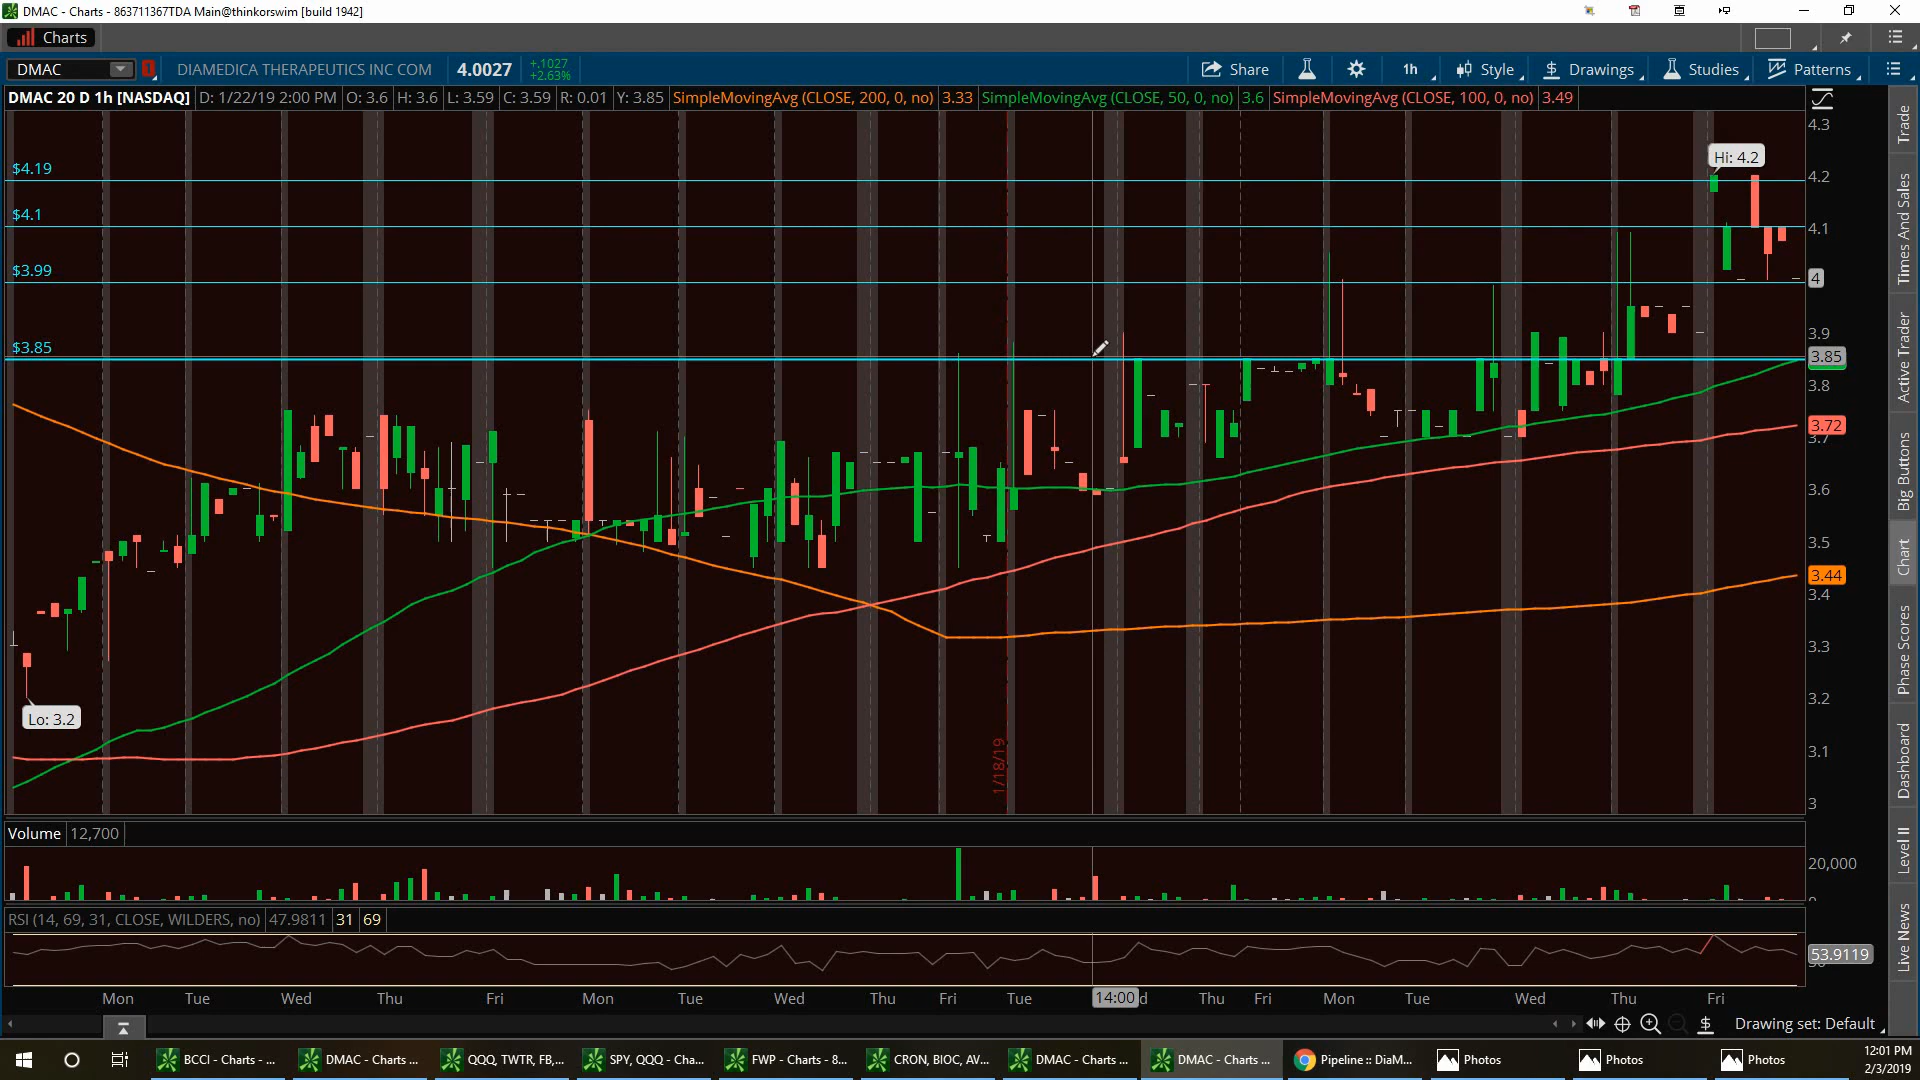 DMAC - Charts - 863711367TDA Main@thinkorswim [build 1942]
Charts
DMAC 1 DIAMEDICA THERAPEUTICS INC COM 4.0027 +.1027 +2.63% Share 1h Style Drawings Studies Patterns
DMAC 20 D 1h [NASDAQ] D: 1/22/19 2:00 PM O: 3.6 H: 3.6 L: 3.59 C: 3.59 R: 0.01 Y: 3.85 SimpleMovingAvg (CLOSE, 200, 0, no) 3.33 SimpleMovingAvg (CLOSE, 50, 0, no) 3.6 SimpleMovingAvg (CLOSE, 100, 0, no) 3.49
$4.19
$4.1
$3.99
$3.85
Hi: 4.2
Lo: 3.2
1/18/19
4.3
4.2
4.1
4
3.9
3.85
3.8
3.72
3.7
3.6
3.5
3.44
3.4
3.3
3.2
3.1
3
Volume 12,700
20,000
RSI (14, 69, 31, CLOSE, WILDERS, no) 47.9811 31 69
53.9119
Mon Tue Wed Thu Fri Mon Tue Wed Thu Fri Tue 14:00 d Thu Fri Mon Tue Wed Thu Fri
Drawing set: Default
Trade
Times And Sales
Active Trader
Big Buttons
Chart
Phase Scores
Dashboard
Level II
Live News
BCCI - Charts - ... DMAC - Charts ... QQQ, TWTR, FB,... SPY, QQQ - Cha... FWP - Charts - 8... CRON, BIOC, AV... DMAC - Charts ... DMAC - Charts ... Pipeline :: DiaM... Photos Photos Photos
12:01 PM
2/3/2019